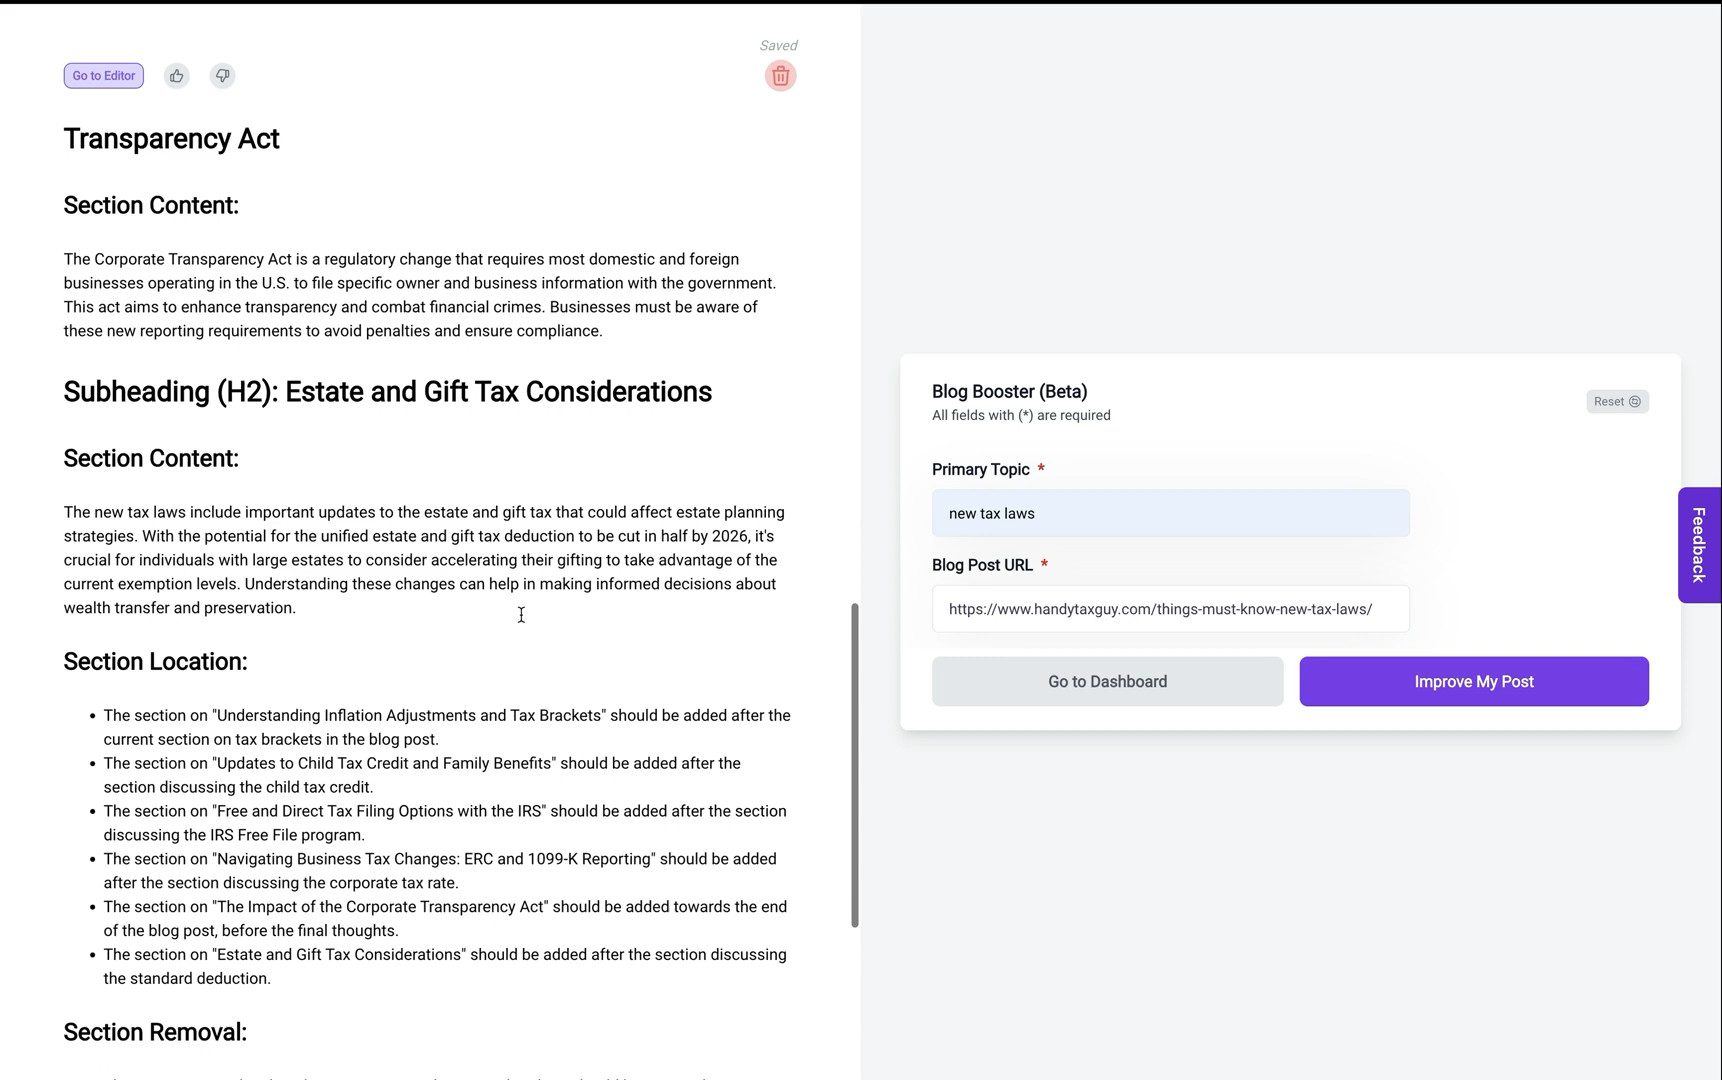 Saved
Go to Editor
Transparency Act
Section Content:
The Corporate Transparency Act is a regulatory change that requires most domestic and foreign
businesses operating in the U.S. to file specific owner and business information with the government.
This act aims to enhance transparency and combat financial crimes. Businesses must be aware of
these new reporting requirements to avoid penalties and ensure compliance.
Subheading (H2): Estate and Gift Tax Considerations
Section Content:
The new tax laws include important updates to the estate and gift tax that could affect estate planning
strategies. With the potential for the unified estate and gift tax deduction to be cut in half by 2026, it's
crucial for individuals with large estates to consider accelerating their gifting to take advantage of the
current exemption levels. Understanding these changes can help in making informed decisions about
wealth transfer and preservation.
Section Location:
• The section on "Understanding Inflation Adjustments and Tax Brackets" should be added after the
current section on tax brackets in the blog post.
• The section on "Updates to Child Tax Credit and Family Benefits" should be added after the
section discussing the child tax credit.
• The section on "Free and Direct Tax Filing Options with the IRS" should be added after the section
discussing the IRS Free File program.
• The section on "Navigating Business Tax Changes: ERC and 1099-K Reporting" should be added
after the section discussing the corporate tax rate.
• The section on "The Impact of the Corporate Transparency Act" should be added towards the end
of the blog post, before the final thoughts.
• The section on "Estate and Gift Tax Considerations" should be added after the section discussing
the standard deduction.
Section Removal:
Blog Booster (Beta)
All fields with (*) are required
Reset
Primary Topic *
new tax laws
Blog Post URL *
https://www.handytaxguy.com/things-must-know-new-tax-laws/
Go to Dashboard
Improve My Post
Feedback